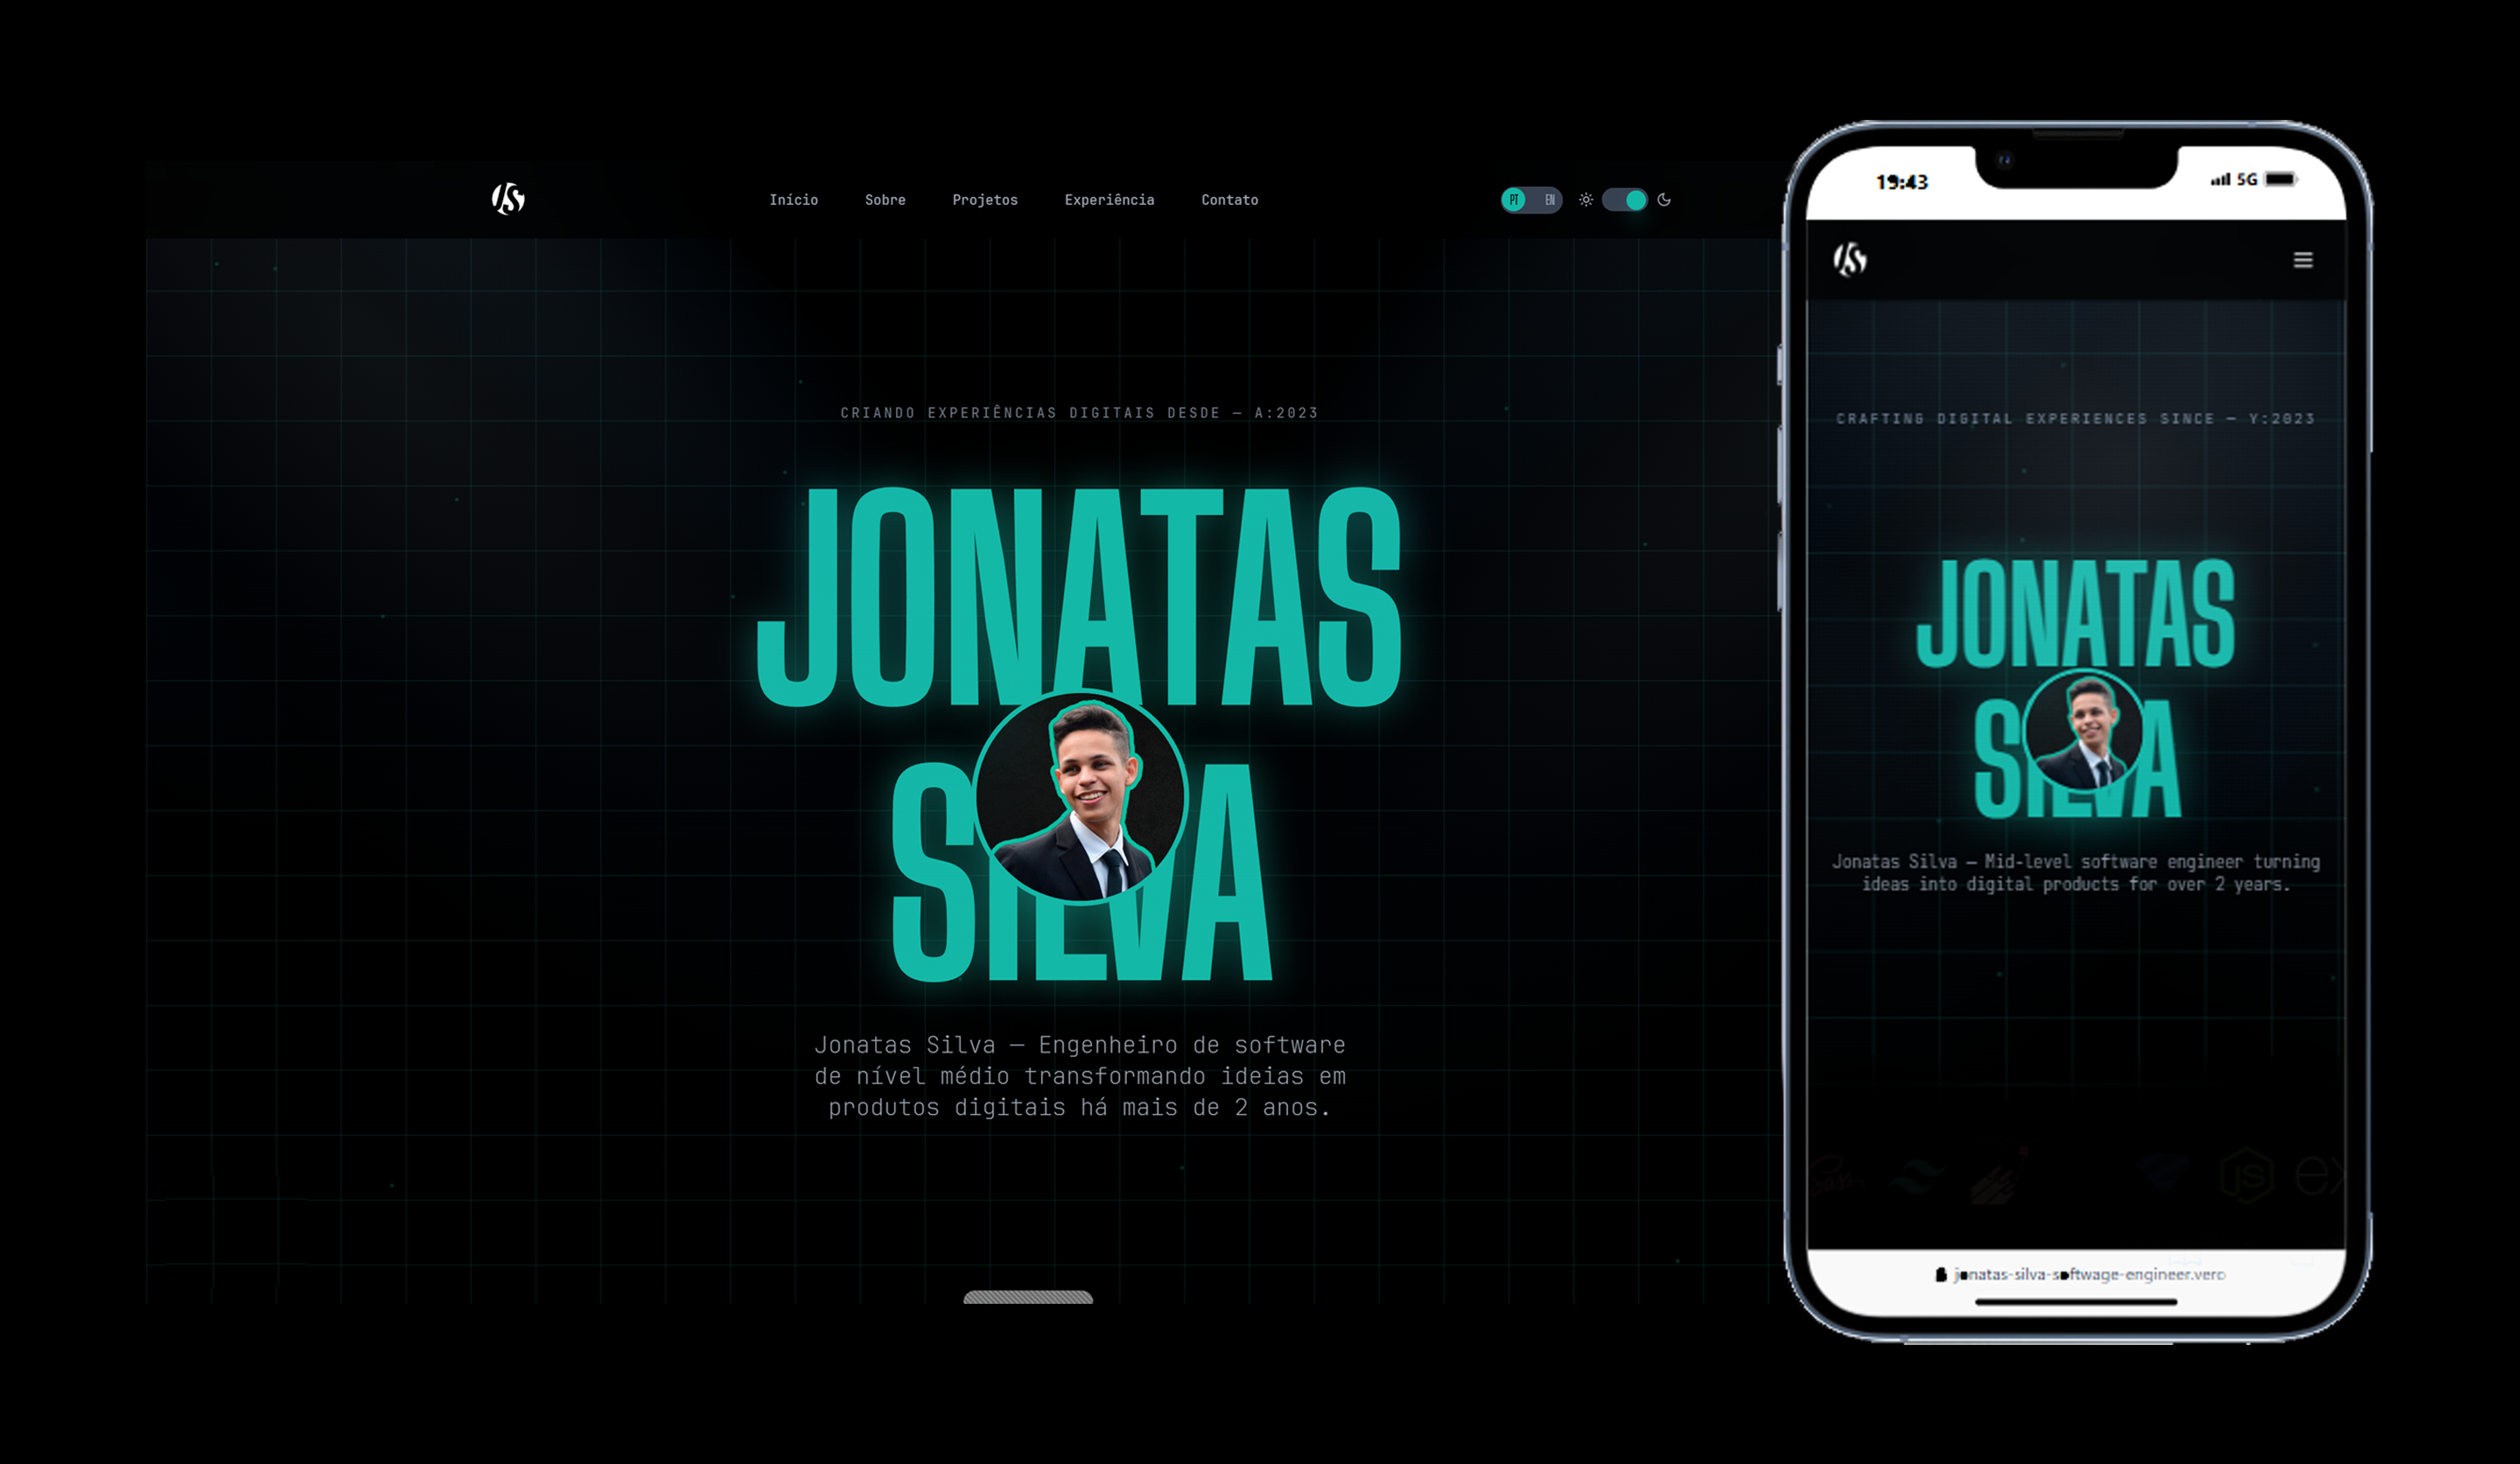 Início Sobre Projetos Experiência Contato PT EN
CRIANDO EXPERIÊNCIAS DIGITAIS DESDE — A:2023
JONATAS
SILVA
Jonatas Silva — Engenheiro de software
de nível médio transformando ideias em
produtos digitais há mais de 2 anos.
19:43 5G
CRAFTING DIGITAL EXPERIENCES SINCE — Y:2023
JONATAS
SILVA
Jonatas Silva — Mid-level software engineer turning
ideas into digital products for over 2 years.
Sass JS ex
jonatas-silva-softwage-engineer.verc